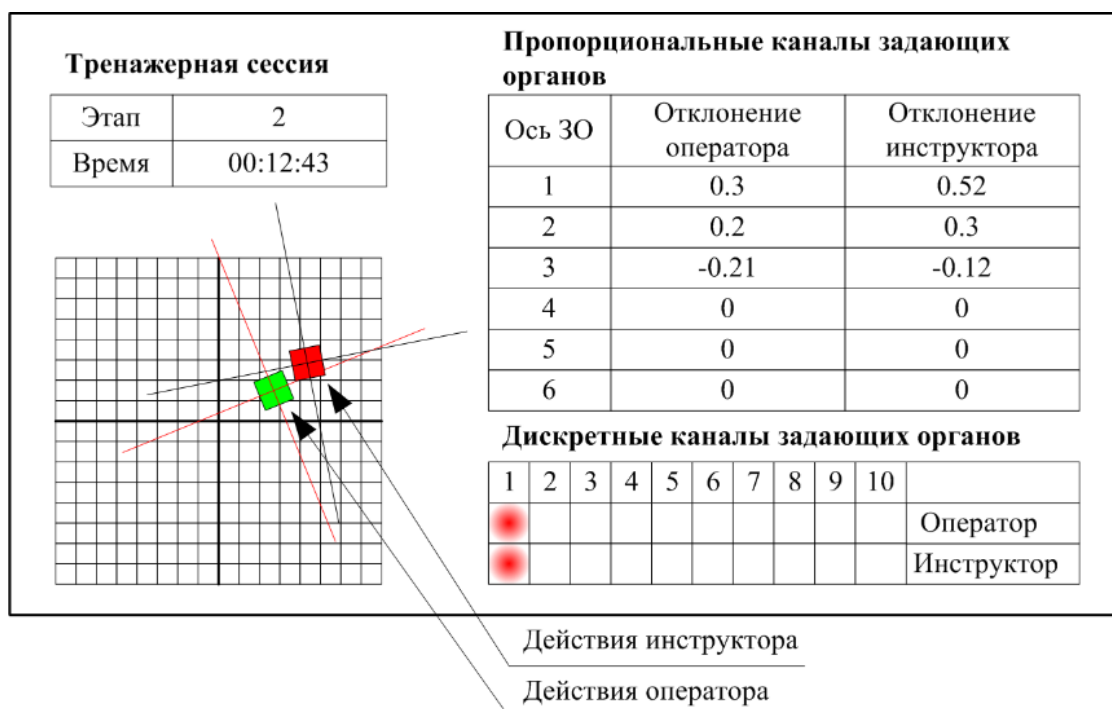 Тренажерная сессия
Этап 2
Время 00:12:43
Пропорциональные каналы задающих
органов
Ось ЗО Отклонение оператора Отклонение инструктора
1 0.3 0.52
2 0.2 0.3
3 -0.21 -0.12
4 0 0
5 0 0
6 0 0
Дискретные каналы задающих органов
1 2 3 4 5 6 7 8 9 10
Оператор
Инструктор
Действия инструктора
Действия оператора